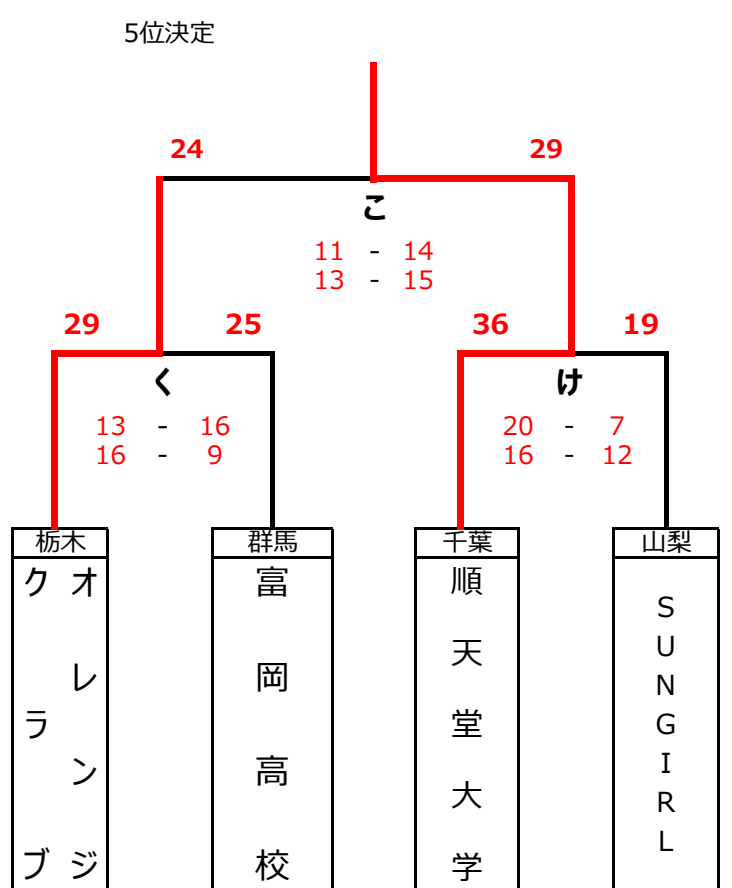 5位決定
24 29
こ
11 - 14
13 - 15
29 25 36 19
く け
13 - 16 20 - 7
16 - 9 16 - 12
栃木 群馬 千葉 山梨
オレンジ
クラブ
富岡高校
順天堂大学
SUNGIRL